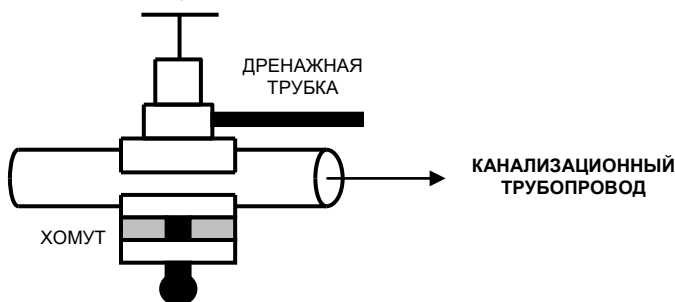 ДРЕНАЖНАЯ
ТРУБКА
КАНАЛИЗАЦИОННЫЙ
ТРУБОПРОВОД
ХОМУТ